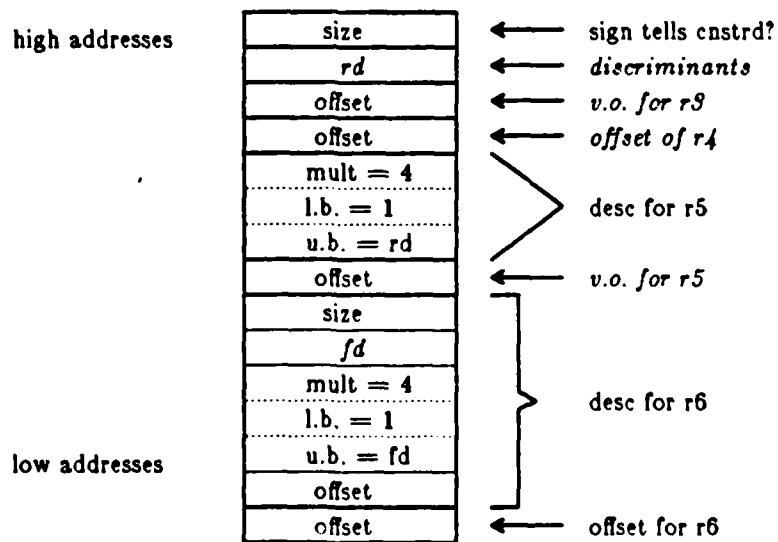 high addresses size sign tells cnstrd?
rd discriminants
offset v.o. for r3
offset offset of r4
mult = 4
l.b. = 1 desc for r5
u.b. = rd
offset v.o. for r5
size
fd
mult = 4 desc for r6
l.b. = 1
low addresses u.b. = fd
offset
offset offset for r6